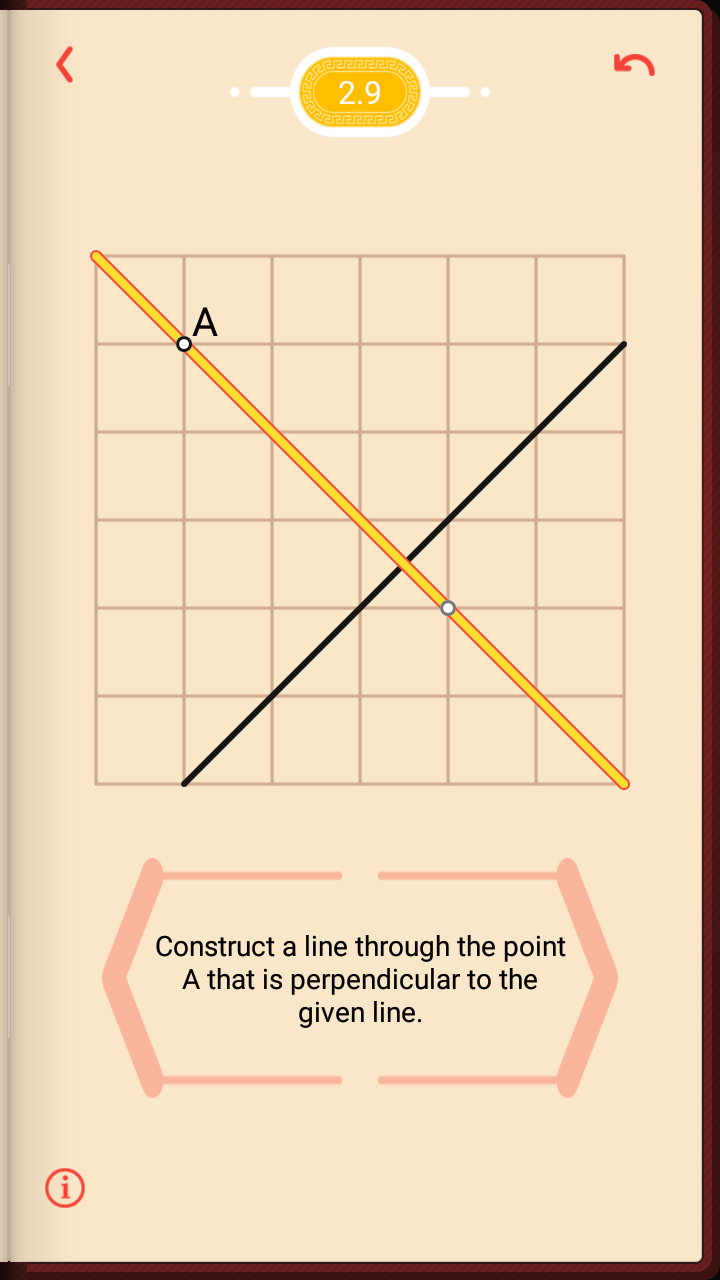 2.9
A
Construct a line through the point
A that is perpendicular to the
given line.
i